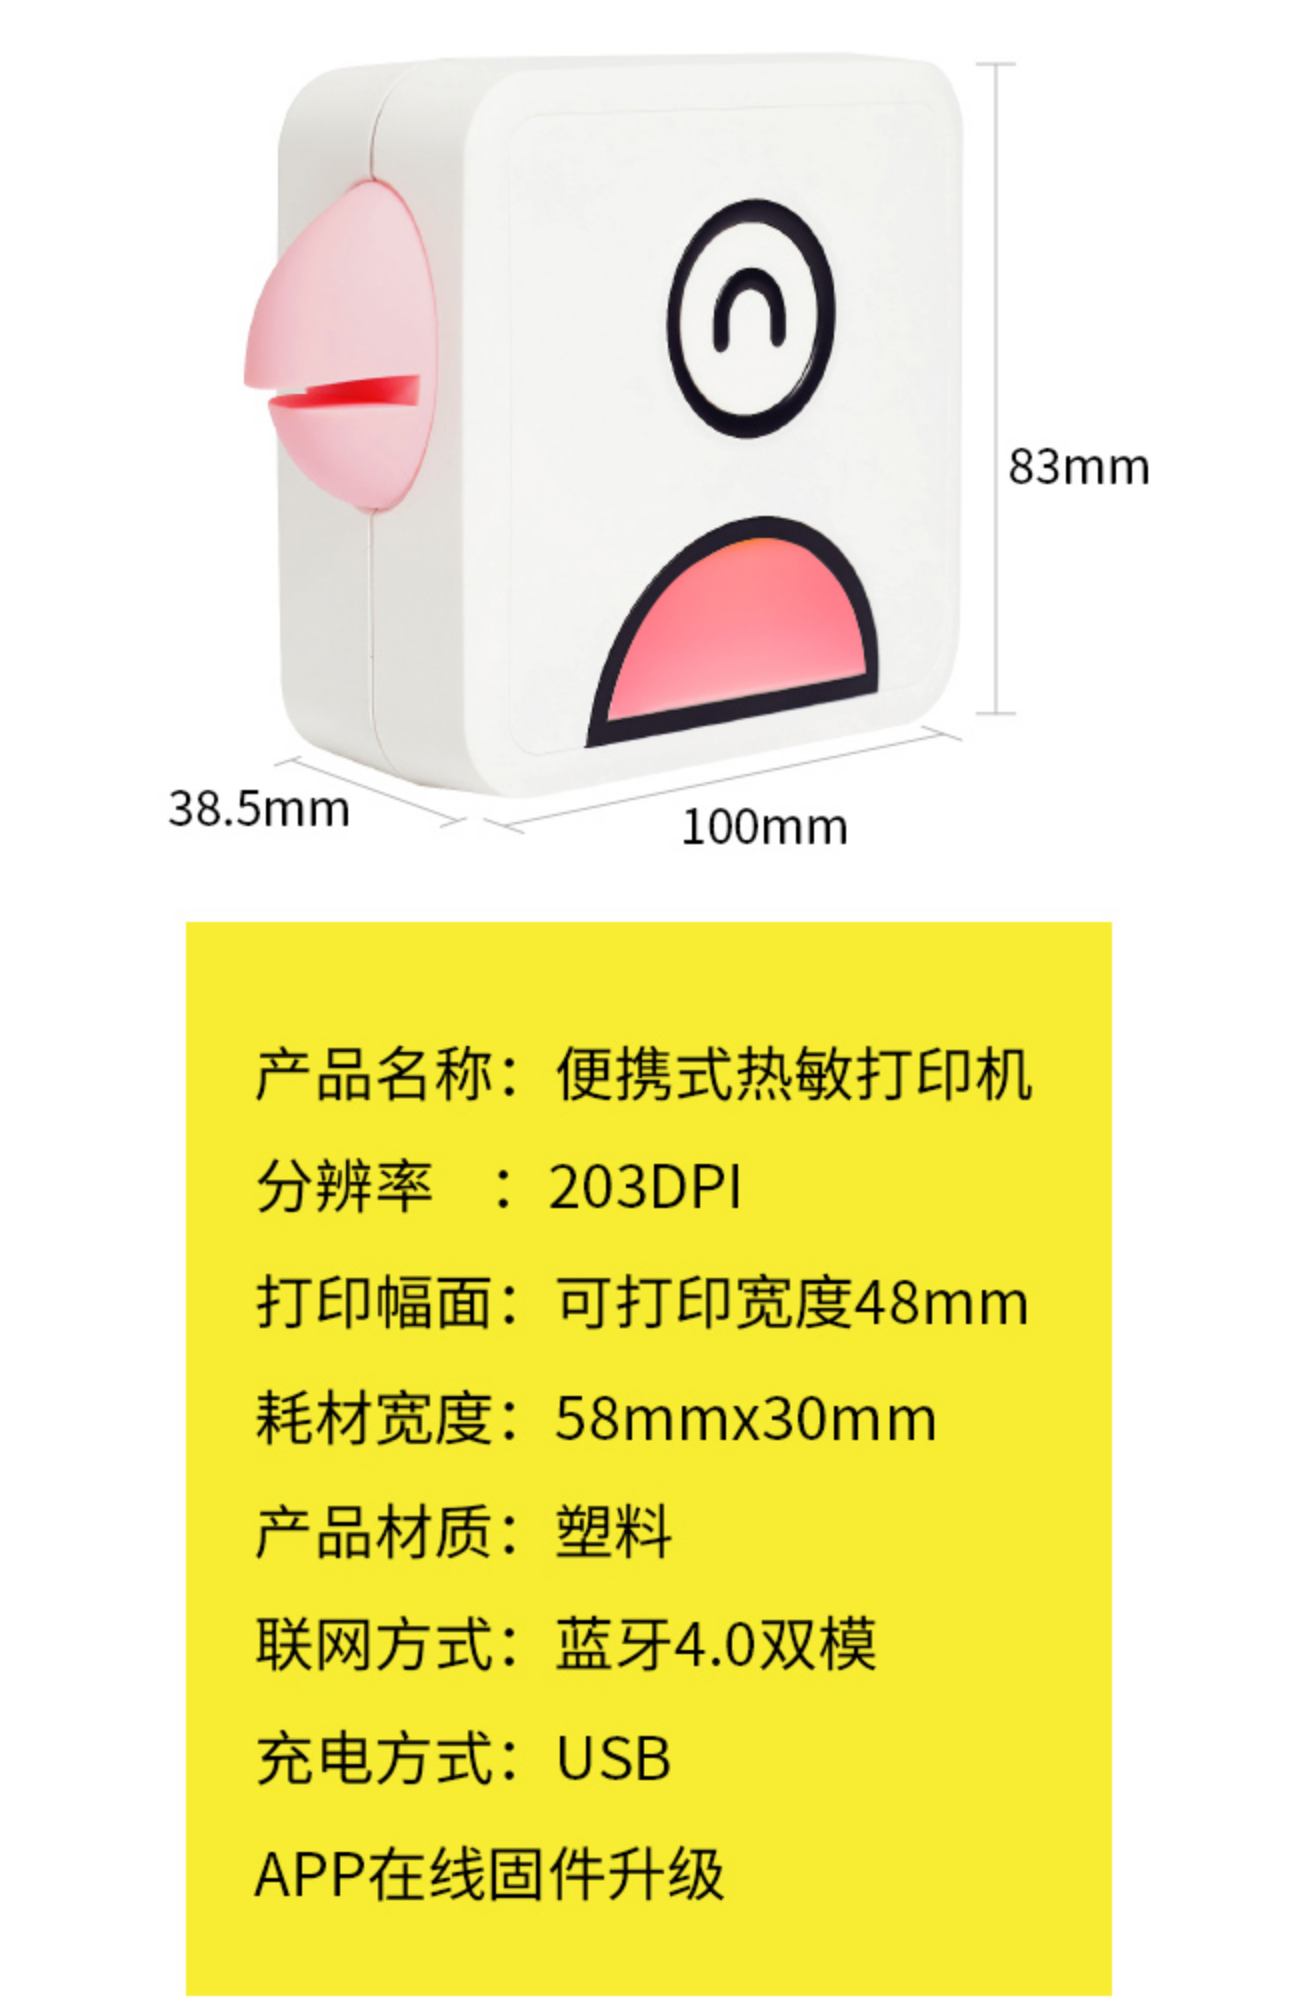 83mm
38.5mm
100mm
产品名称：便携式热敏打印机
分辨率　：203DPI
打印幅面：可打印宽度48mm
耗材宽度：58mmx30mm
产品材质：塑料
联网方式：蓝牙4.0双模
充电方式：USB
APP在线固件升级